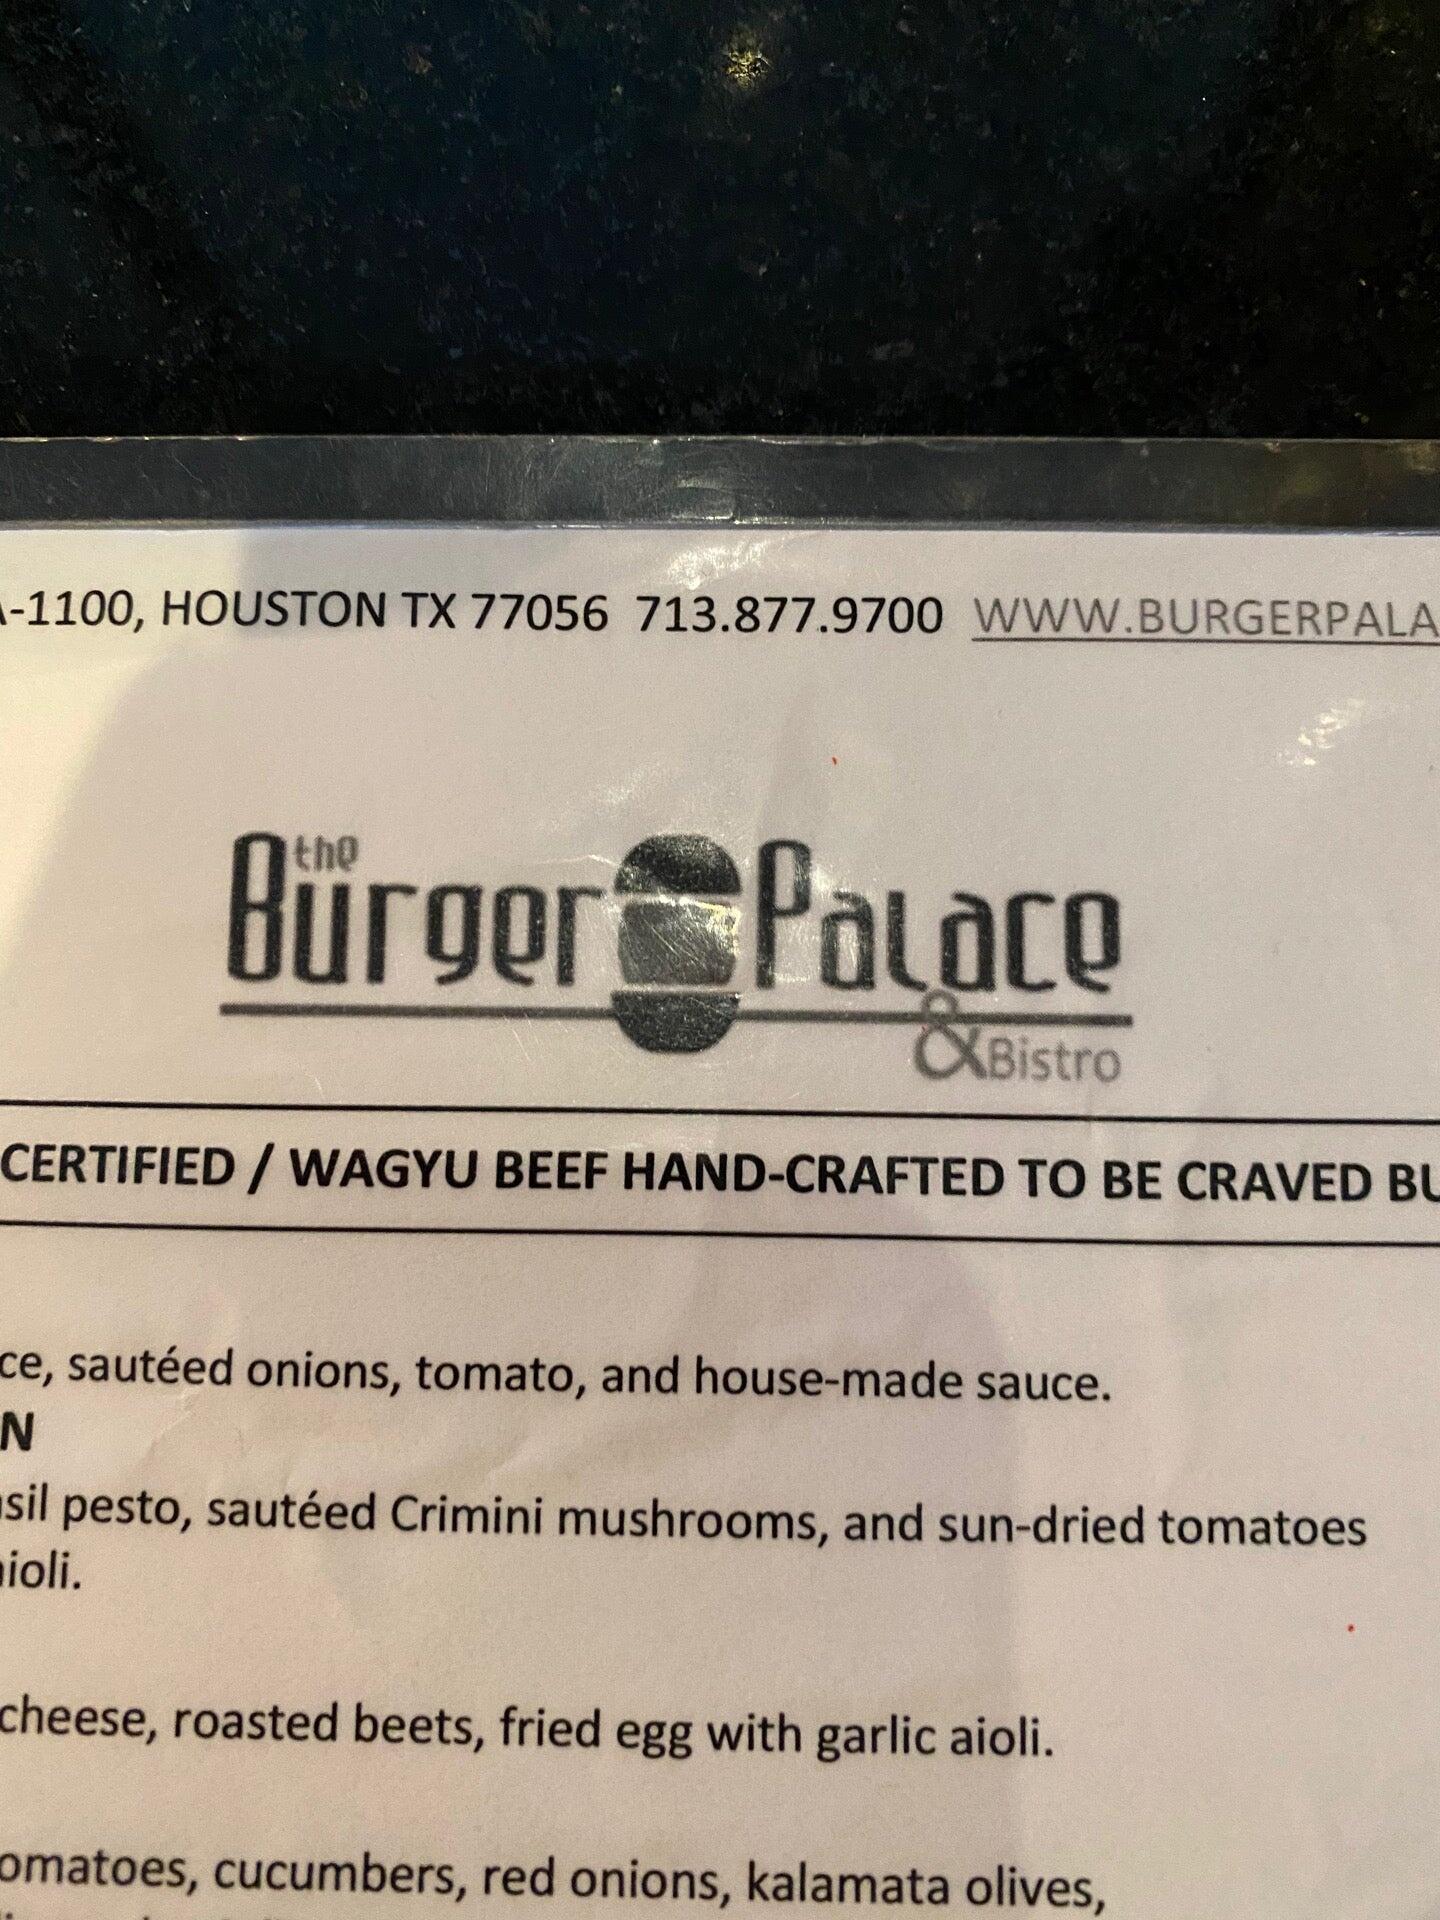 -1100, HOUSTON TX 77056 713.877.9700 WWW.BURGERPALA
the
Burger Palace
& Bistro
CERTIFIED / WAGYU BEEF HAND-CRAFTED TO BE CRAVED BU
ce, sautéed onions, tomato, and house-made sauce.
N
sil pesto, sautéed Crimini mushrooms, and sun-dried tomatoes
ioli.
cheese, roasted beets, fried egg with garlic aioli.
omatoes, cucumbers, red onions, kalamata olives,